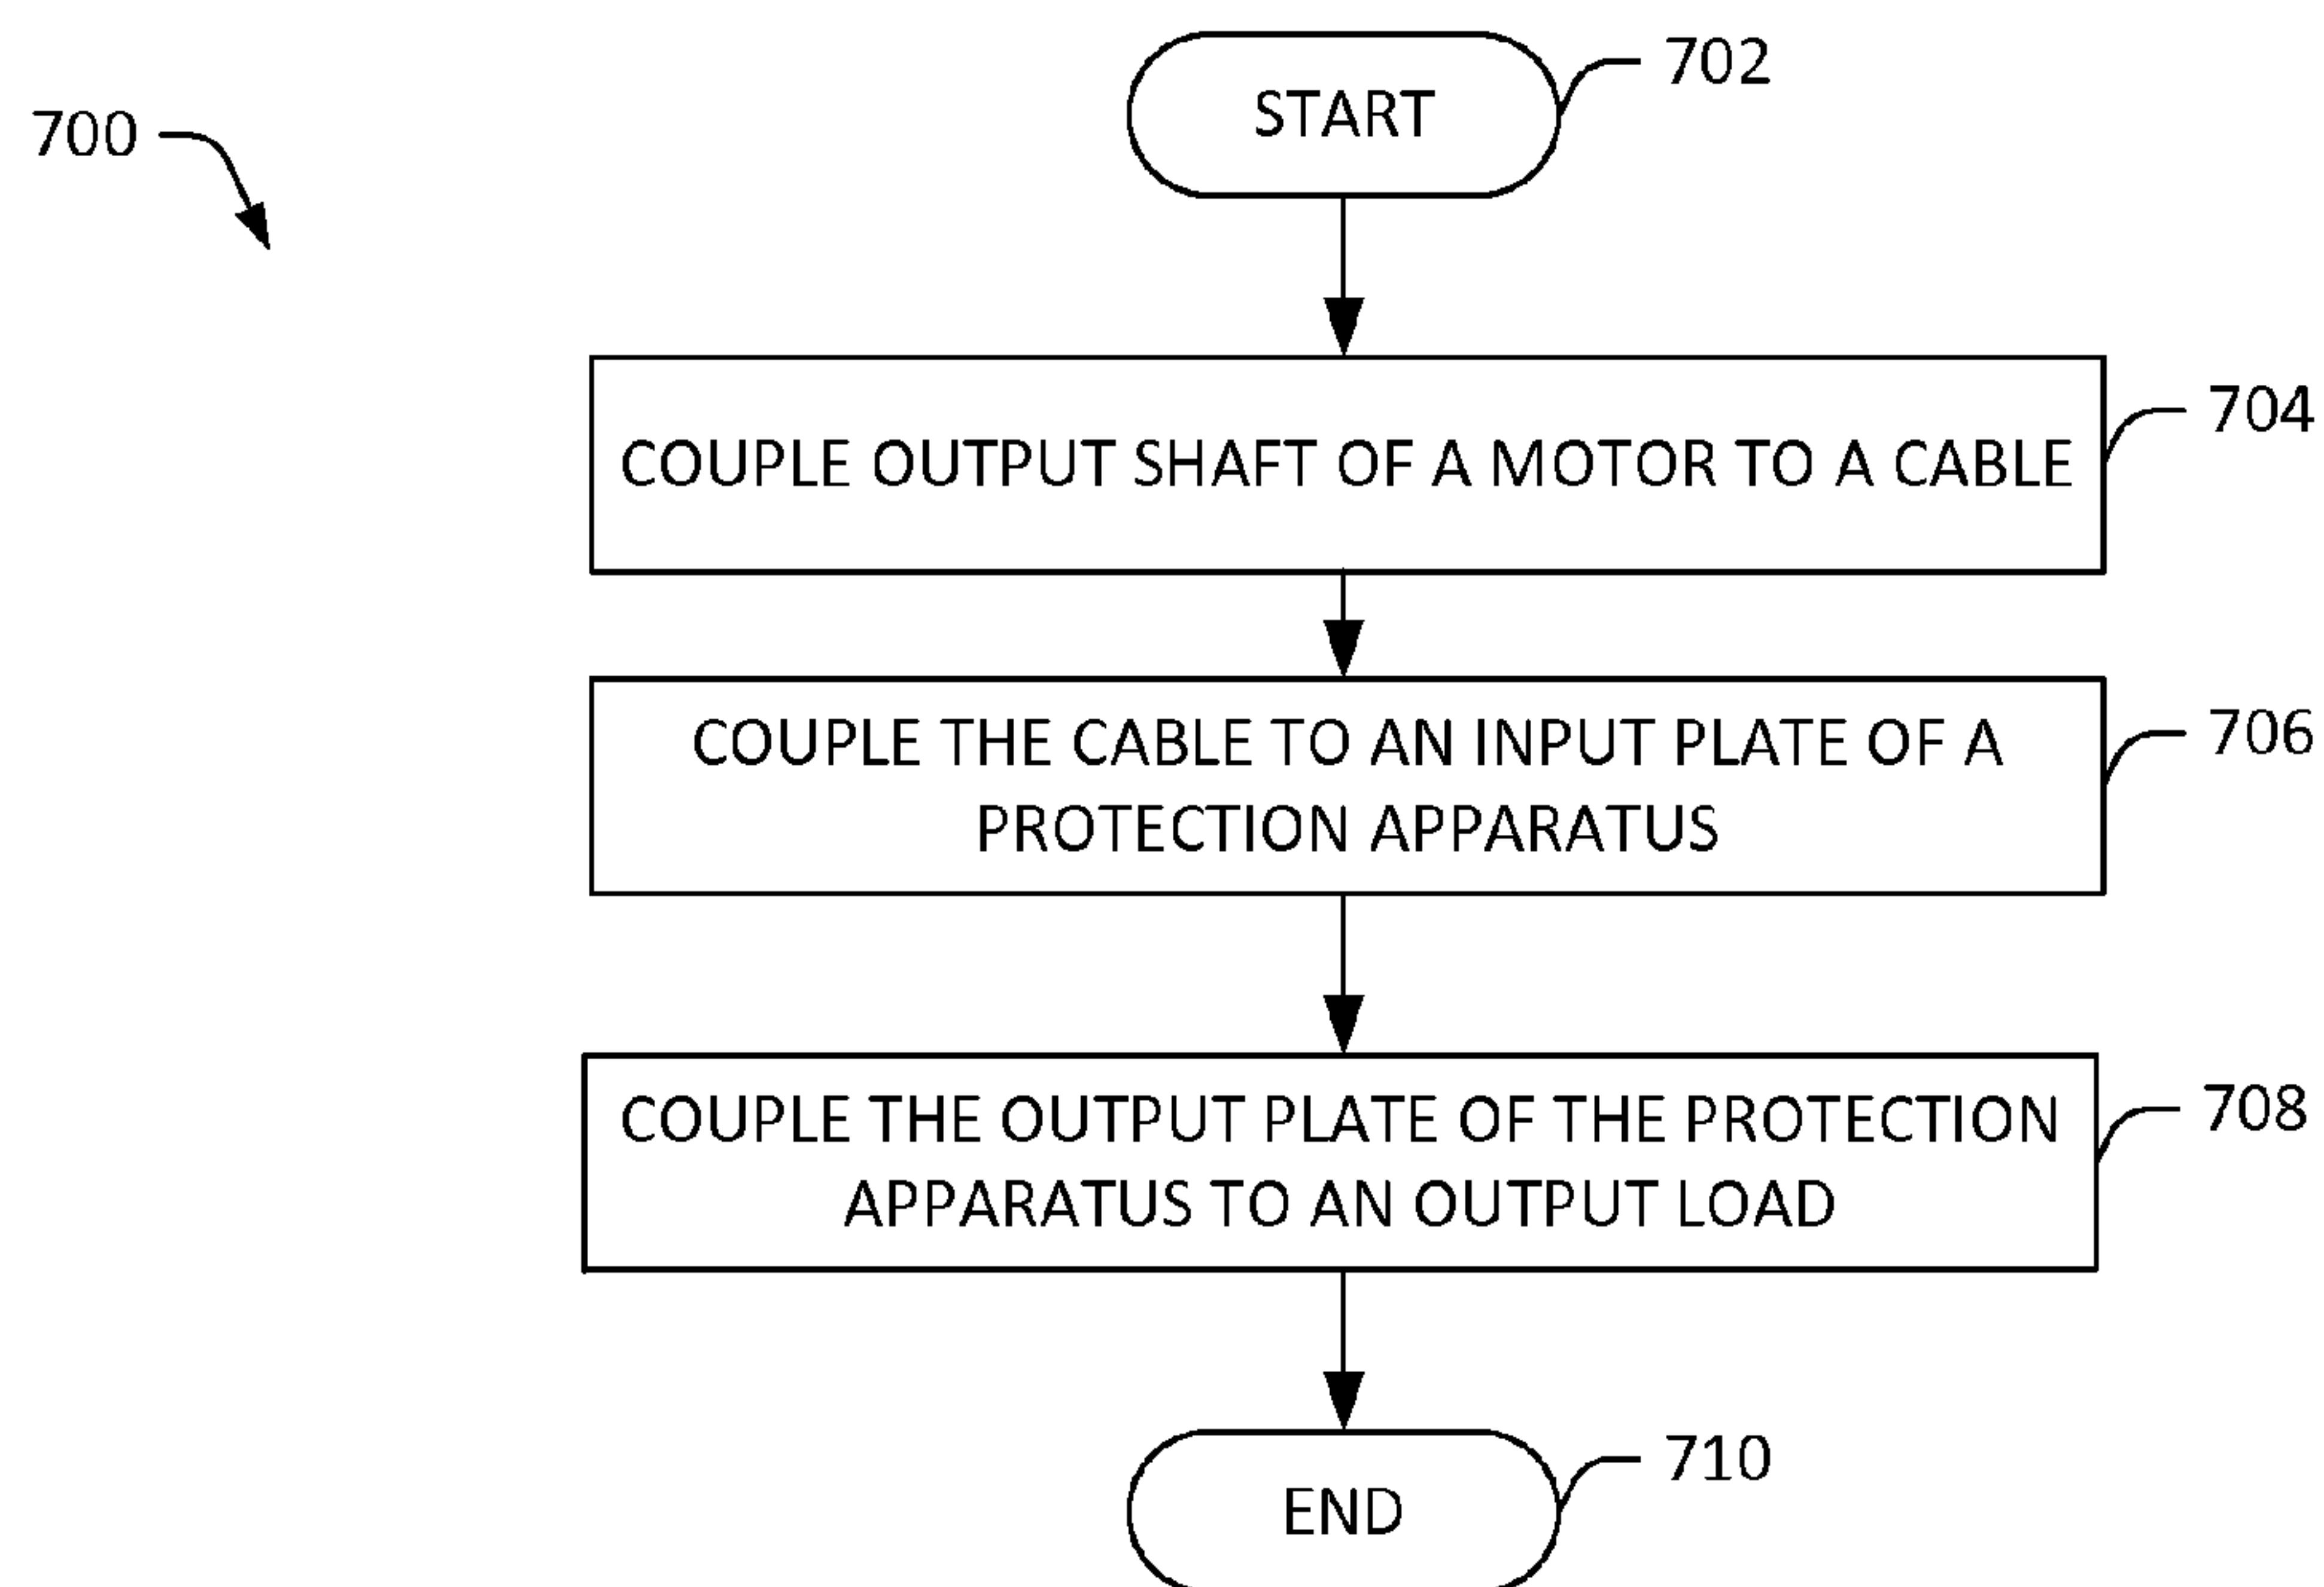 700
START
702
COUPLE OUTPUT SHAFT OF A MOTOR TO A CABLE
704
COUPLE THE CABLE TO AN INPUT PLATE OF A
PROTECTION APPARATUS
706
COUPLE THE OUTPUT PLATE OF THE PROTECTION
APPARATUS TO AN OUTPUT LOAD
708
END
710